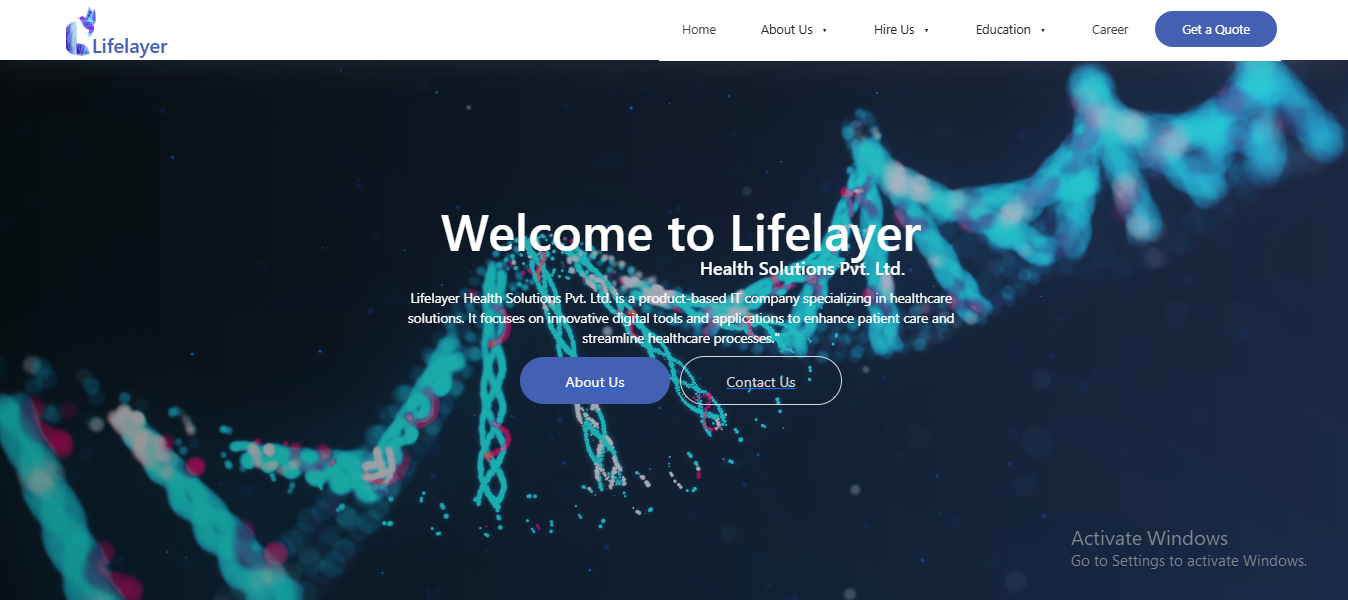 Lifelayer
Home About Us Hire Us Education Career Get a Quote
Welcome to Lifelayer
Health Solutions Pvt. Ltd.
Lifelayer Health Solutions Pvt. Ltd. is a product-based IT company specializing in healthcare
solutions. It focuses on innovative digital tools and applications to enhance patient care and
streamline healthcare processes."
About Us Contact Us
Activate Windows
Go to Settings to activate Windows.